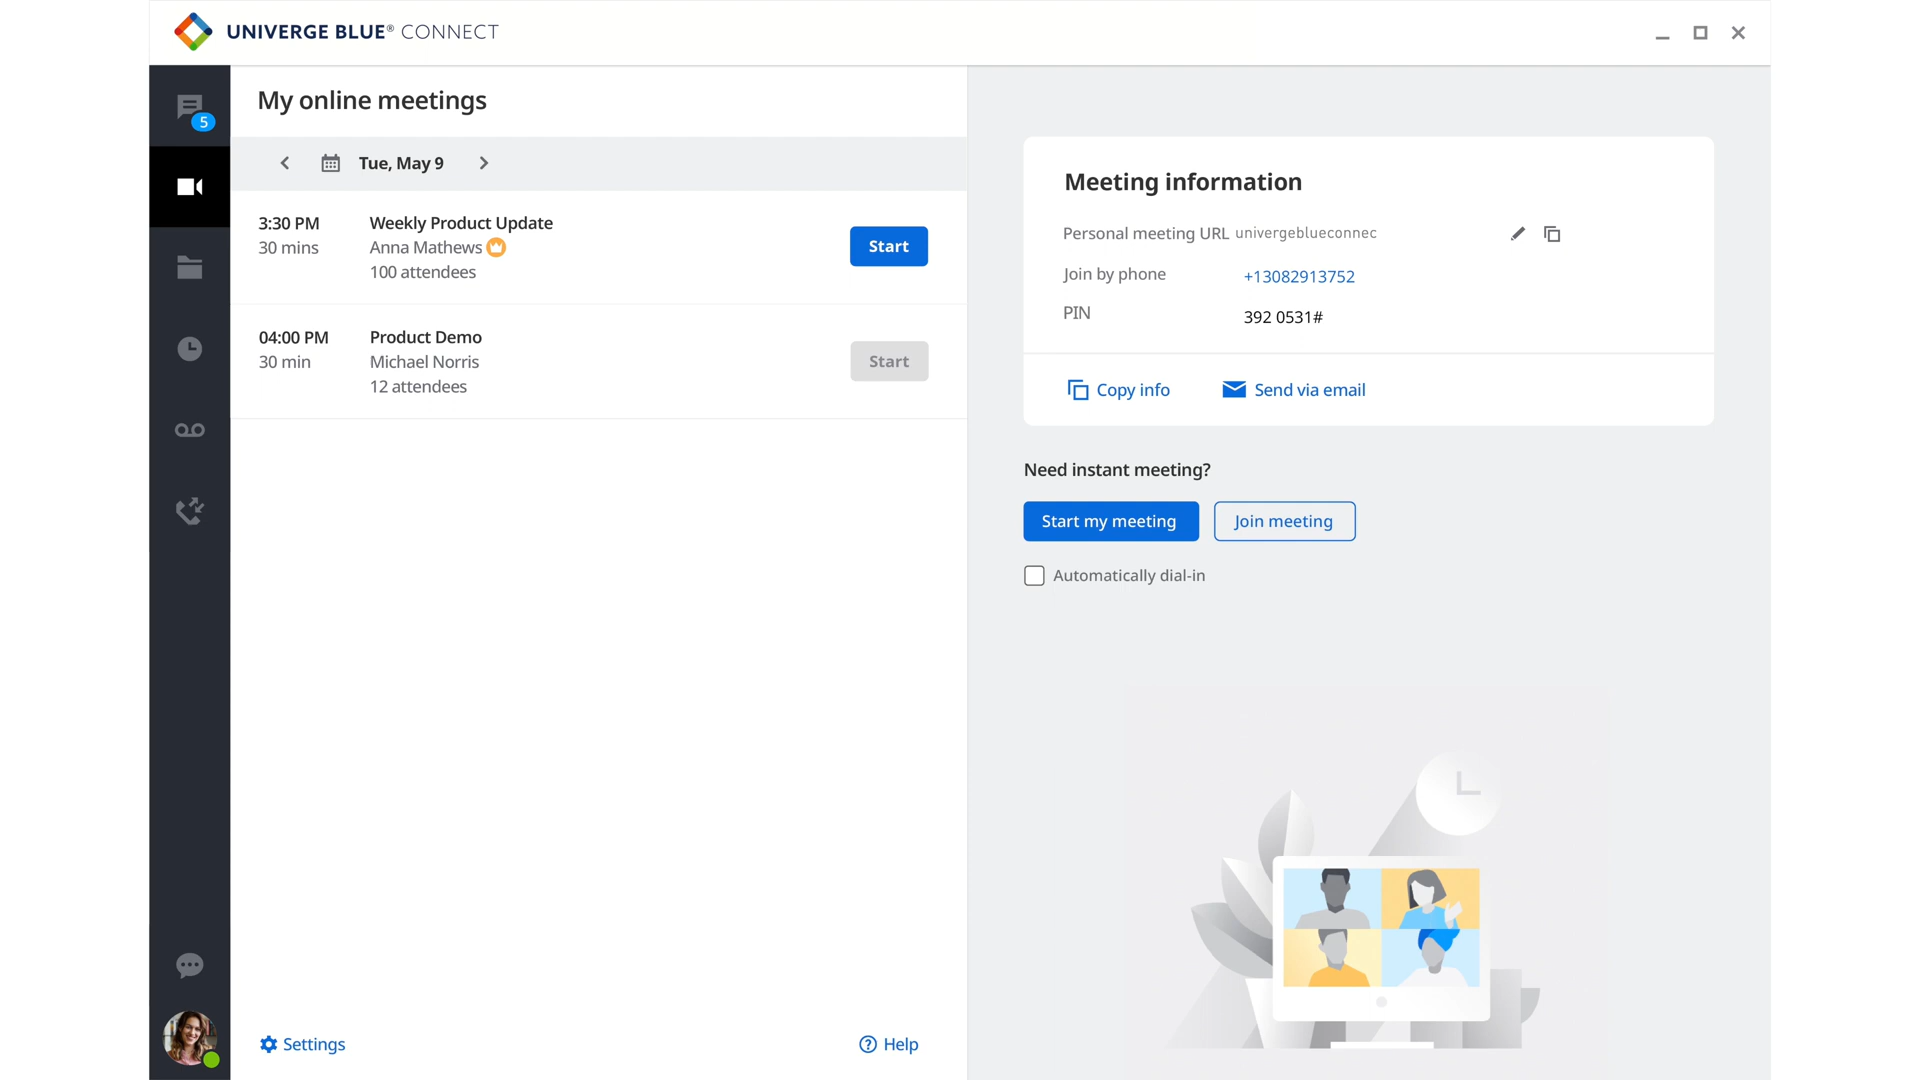 UNIVERGE BLUE® CONNECT
5
My online meetings
Tue, May 9
3:30 PM
30 mins
Weekly Product Update
Anna Mathews
100 attendees
Start
04:00 PM
30 min
Product Demo
Michael Norris
12 attendees
Start
Settings
Help
Meeting information
Personal meeting URL univergeblueconnec
Join by phone +13082913752
PIN 392 0531#
Copy info
Send via email
Need instant meeting?
Start my meeting
Join meeting
Automatically dial-in